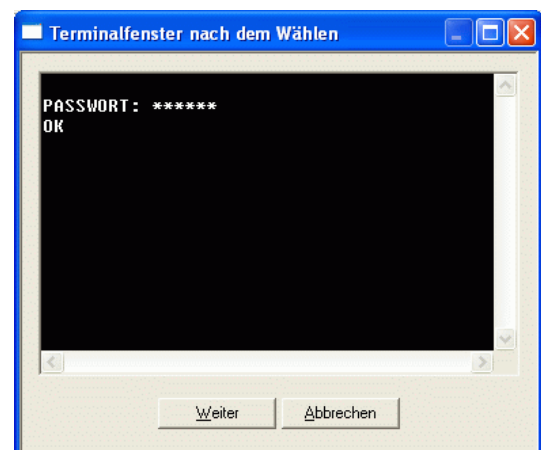 Terminalfenster nach dem Wählen
PASSWORT: ******
OK
Weiter
Abbrechen